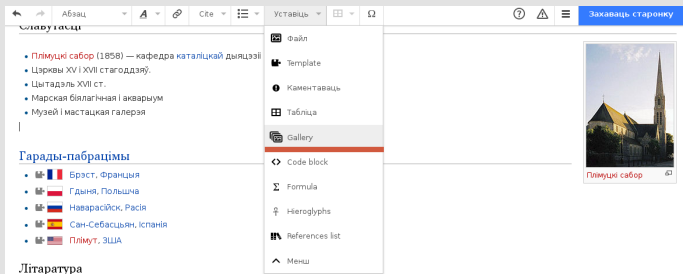 Абзац
Cite
Уставіць
Захаваць старонку
Славутасці
Плімуцкі сабор (1858) — кафедра каталіцкай дыяцэзіі
Цэрквы XV і XVII стагоддзяў.
Цытадэль XVII ст.
Марская біялагічная і акварыум
Музей і мастацкая галерэя
Файл
Template
Каментаваць
Табліца
Gallery
Code block
Formula
Hieroglyphs
References list
Менш
Плімуцкі сабор
Гарады-пабрацімы
Брэст, Францыя
Гдыня, Польшча
Наварасійск, Расія
Сан-Себасцьян, Іспанія
Плімут, ЗША
Літаратура